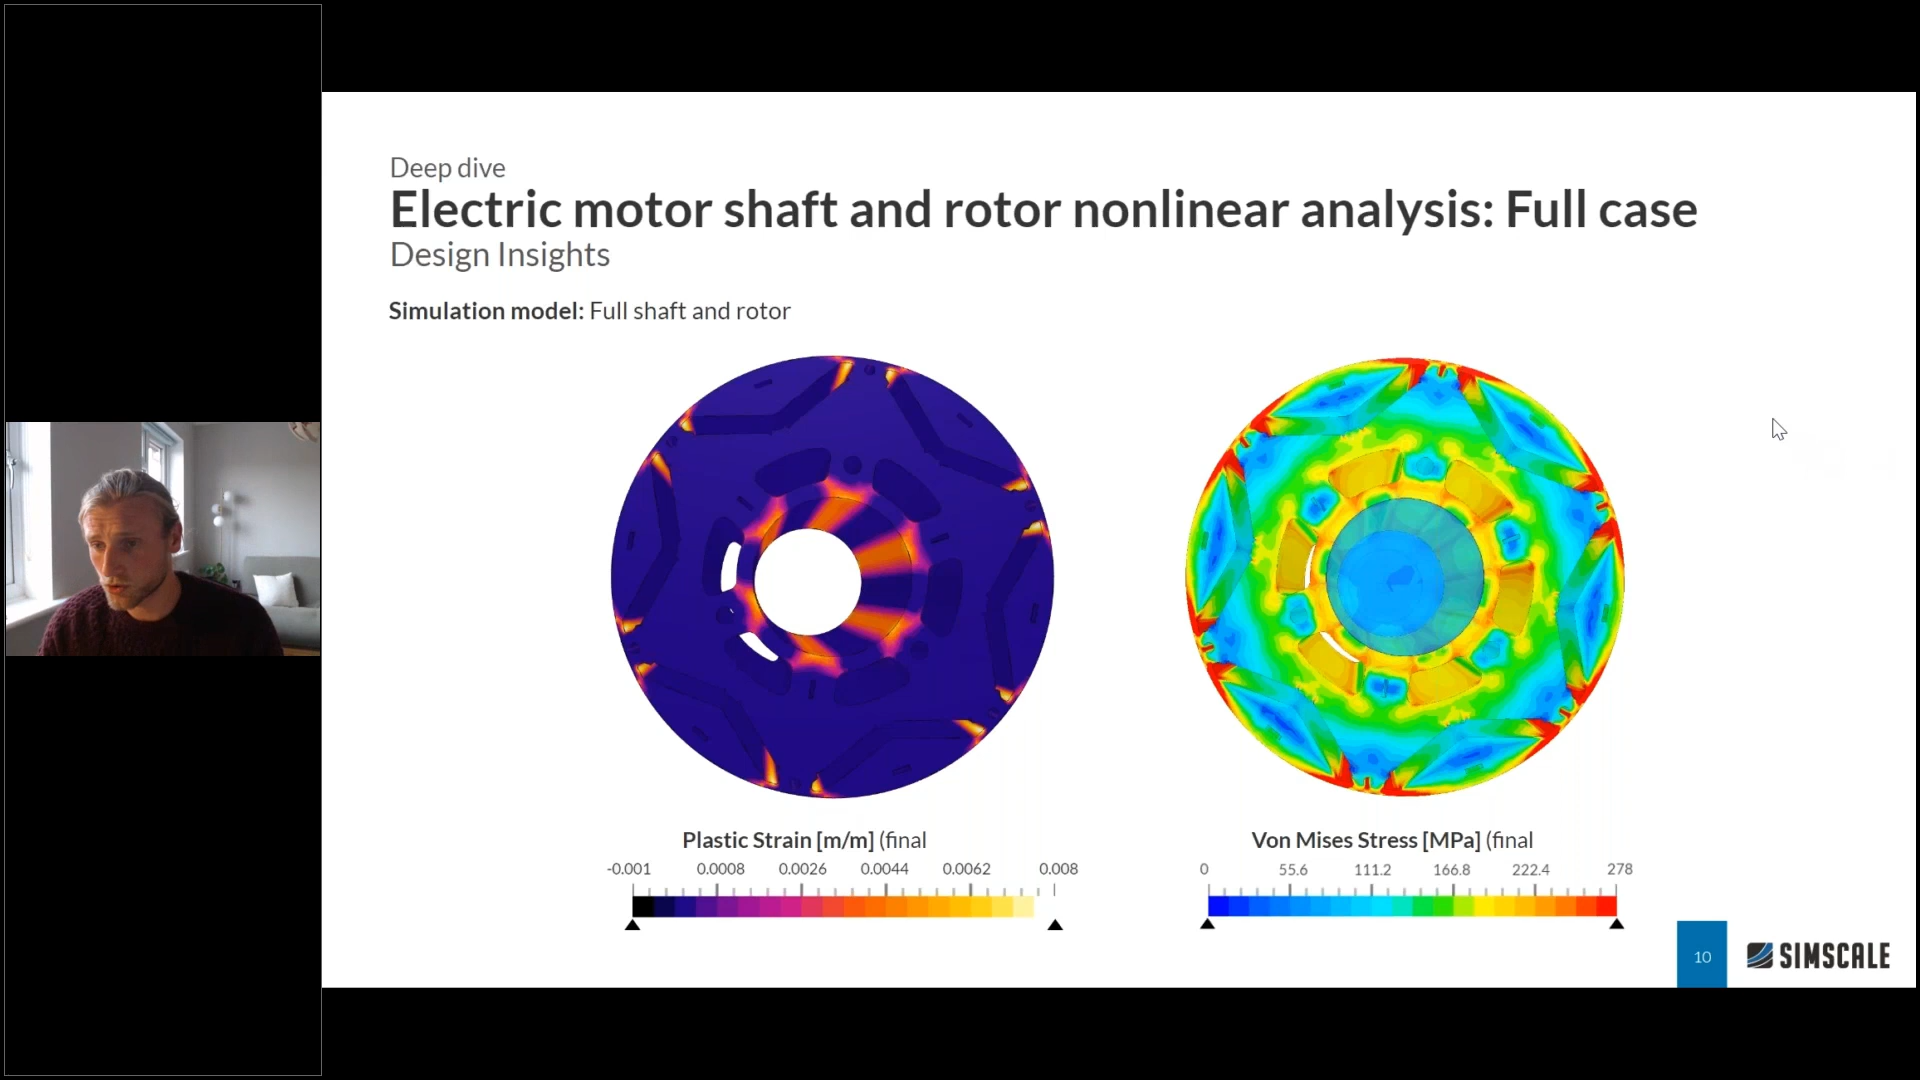 Deep dive
Electric motor shaft and rotor nonlinear analysis: Full case
Design Insights
Simulation model: Full shaft and rotor
Plastic Strain [m/m] (final
-0.001 0.0008 0.0026 0.0044 0.0062 0.008
Von Mises Stress [MPa] (final
0 55.6 111.2 166.8 222.4 278
10
SIMSCALE